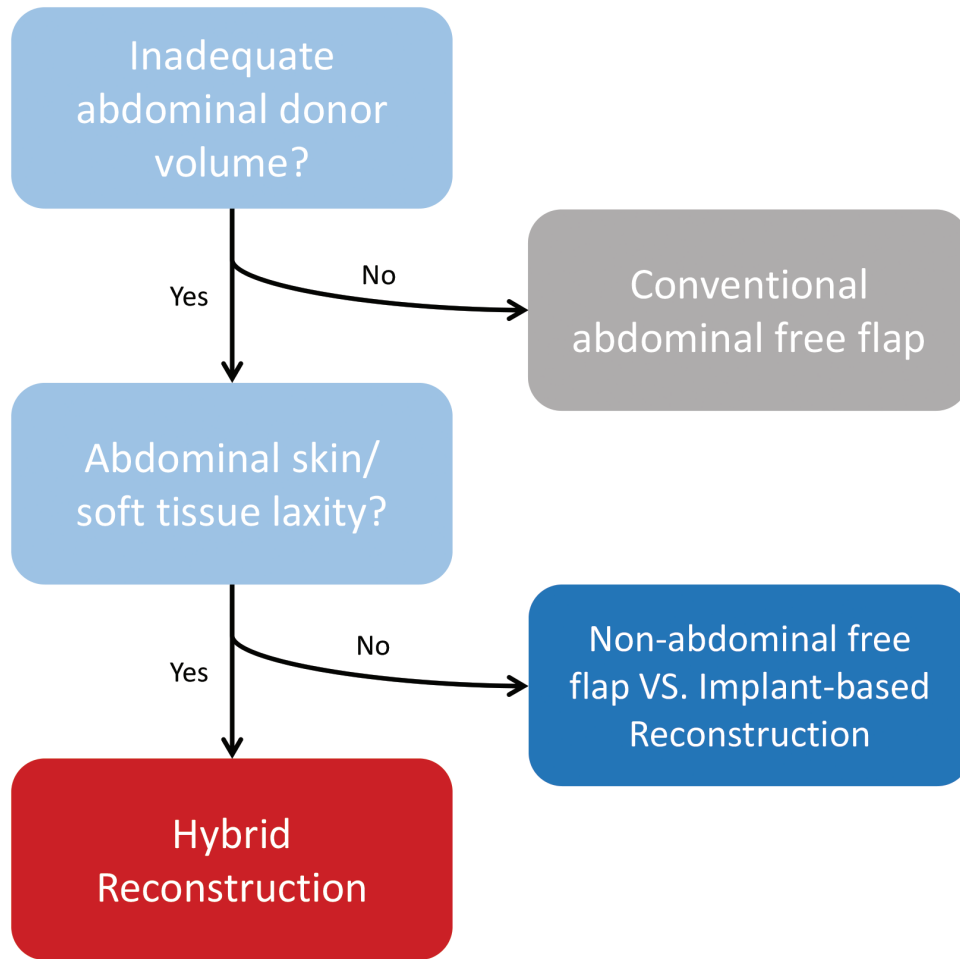 Inadequate
abdominal donor
volume?
No
Yes
Conventional
abdominal free flap
Abdominal skin/
soft tissue laxity?
No
Yes
Non-abdominal free
flap VS. Implant-based
Reconstruction
Hybrid
Reconstruction